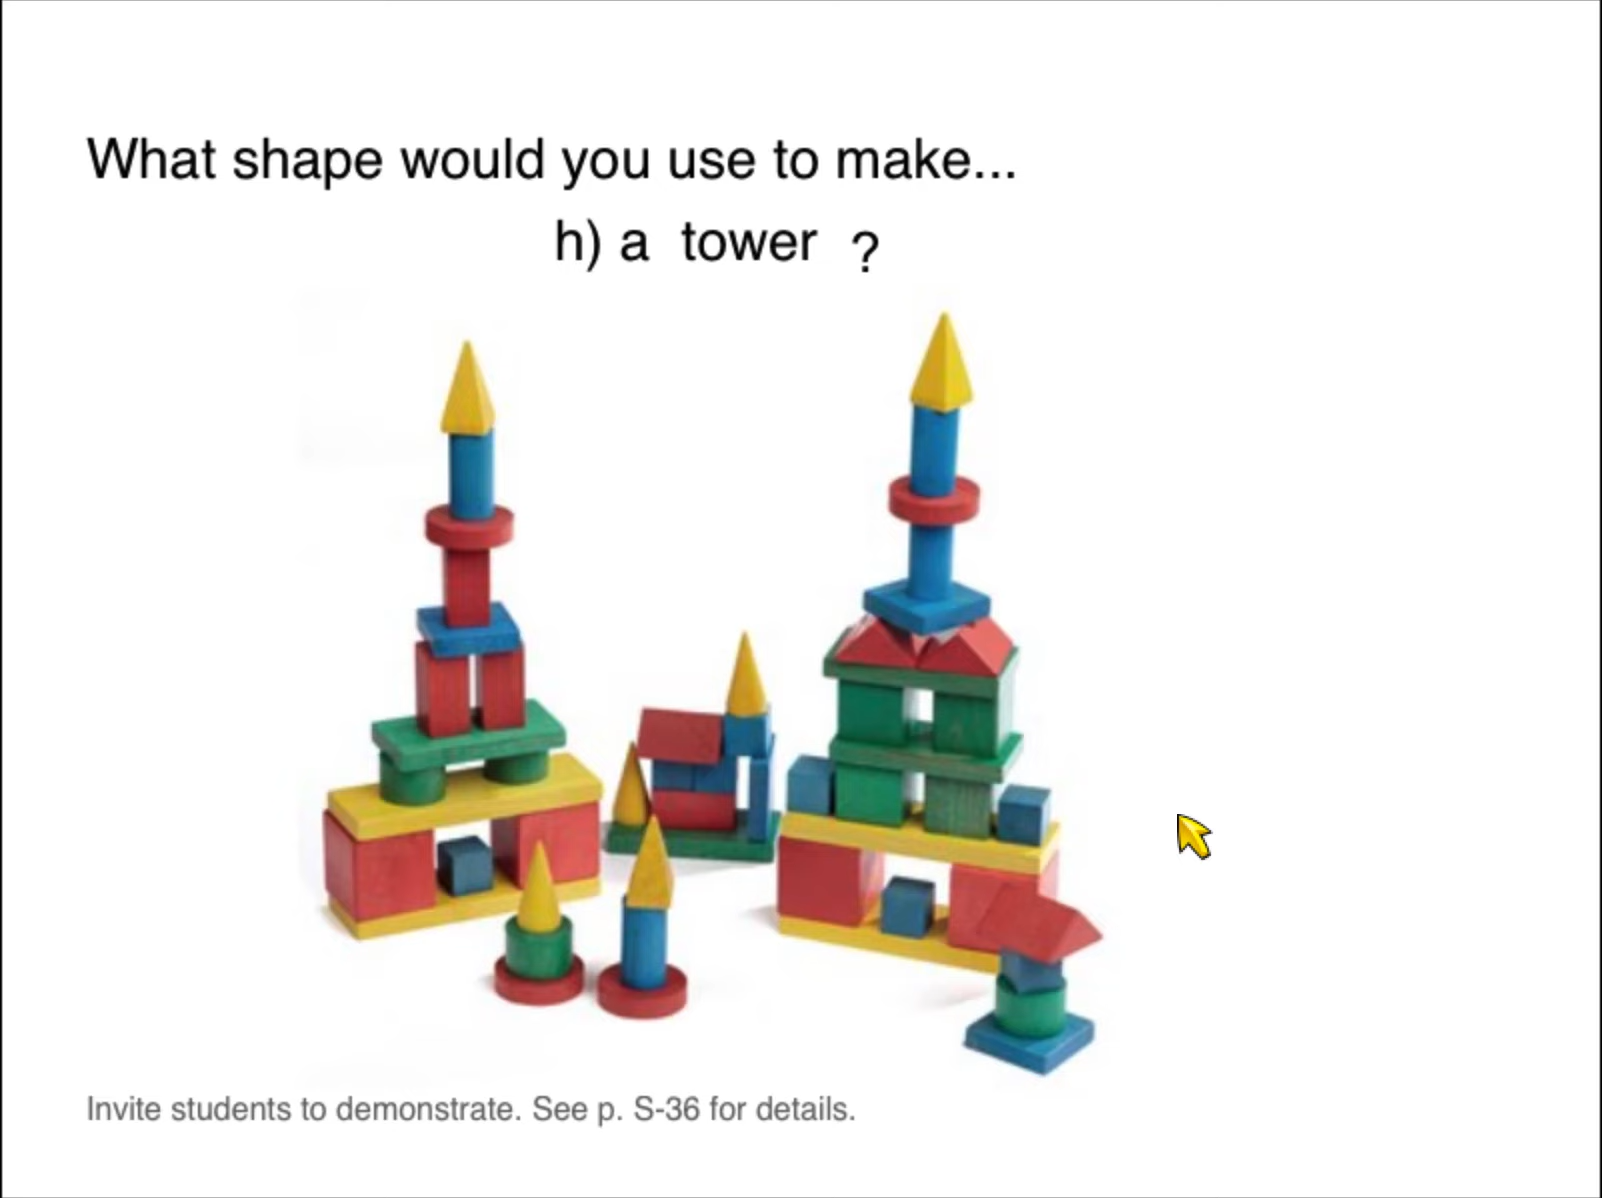 What shape would you use to make...
h) a tower ?
Invite students to demonstrate. See p. S-36 for details.